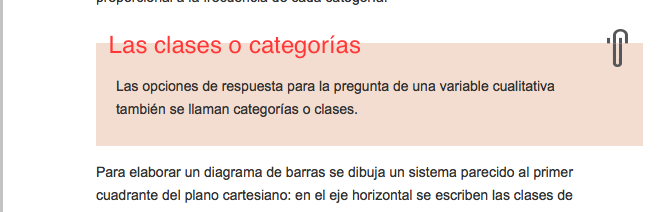 proporcional a la frecuencia de cada categoría.
Las clases o categorías
Las opciones de respuesta para la pregunta de una variable cualitativa
también se llaman categorías o clases.
Para elaborar un diagrama de barras se dibuja un sistema parecido al primer
cuadrante del plano cartesiano: en el eje horizontal se escriben las clases de